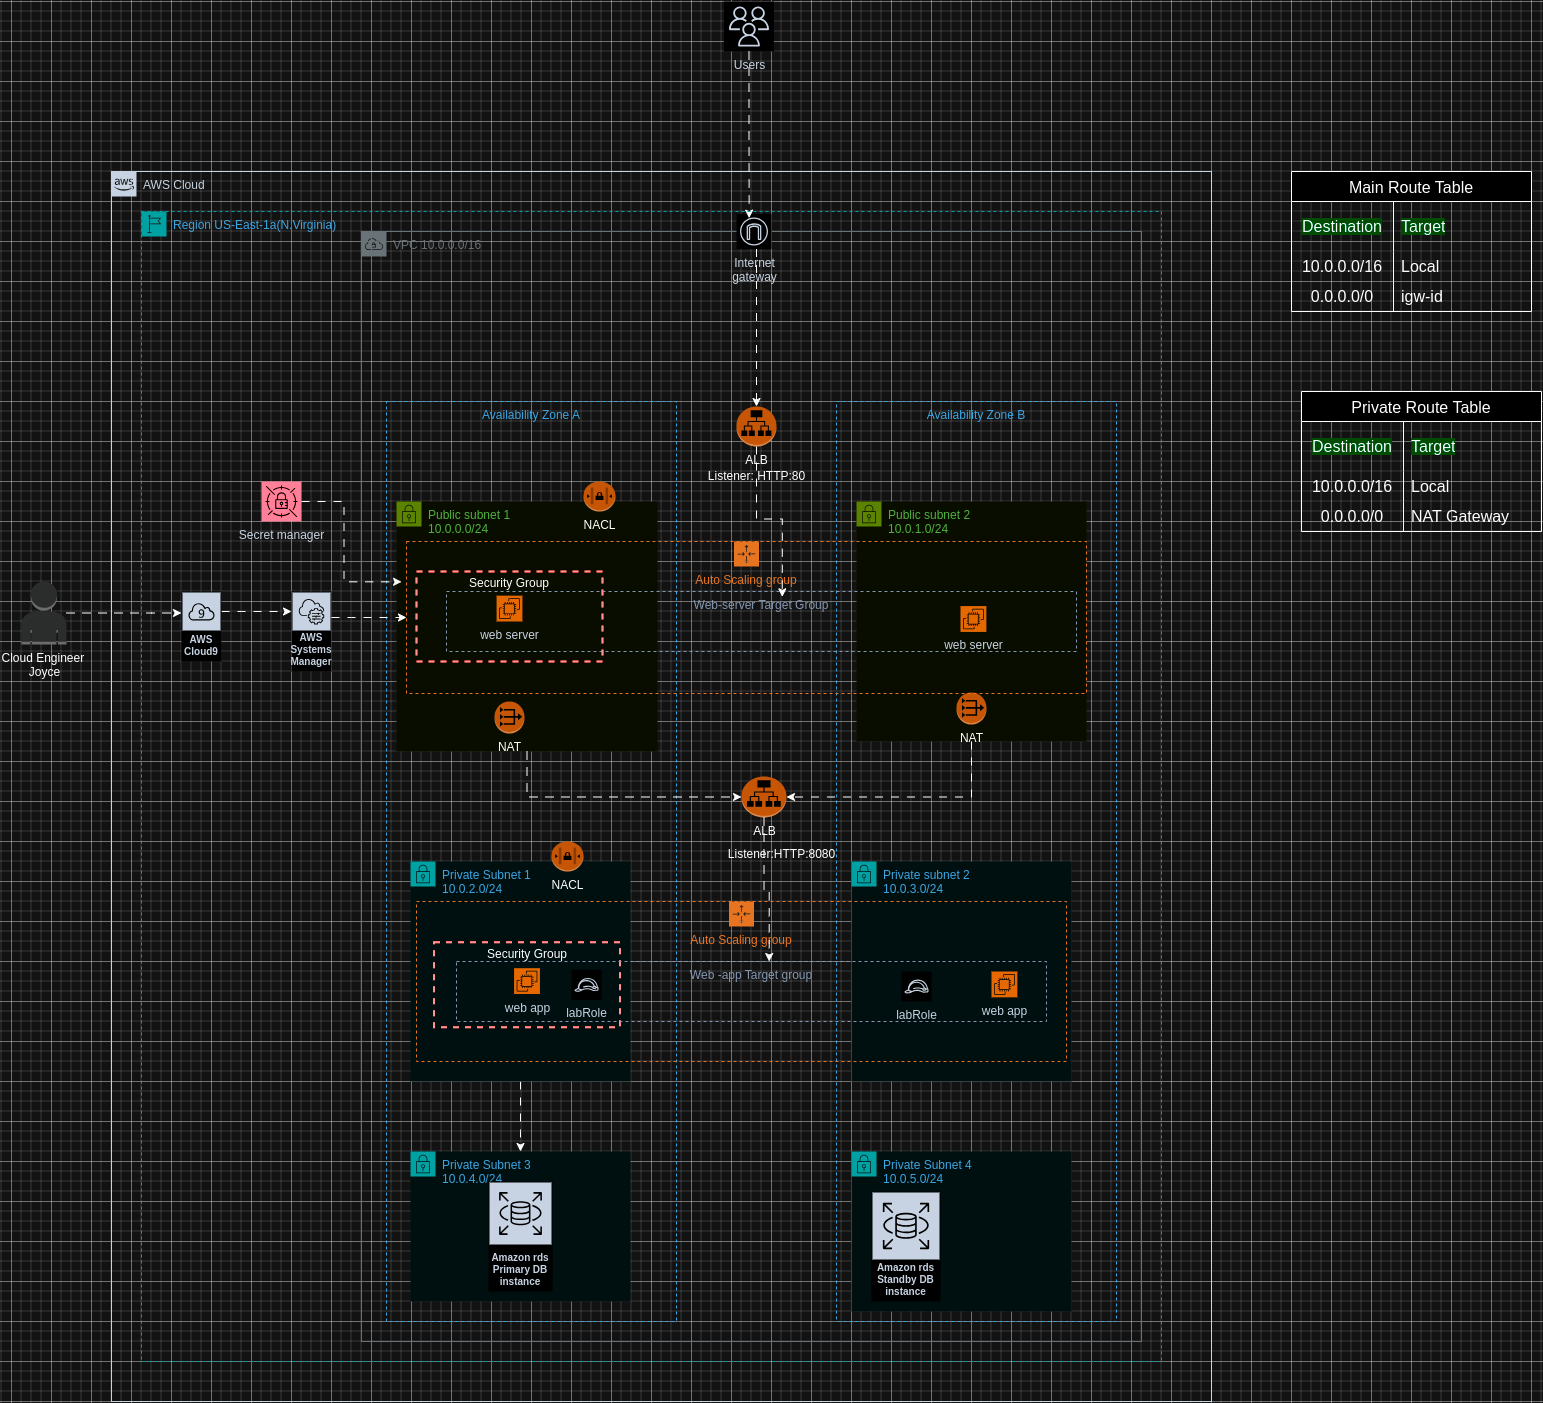 Users
aws
AWS Cloud
Region US-East-1a(N.Virginia)
VPC 10.0.0.0/16
Internet
gateway
Main Route Table
Destination
Target
10.0.0.0/16
Local
0.0.0.0/0
igw-id
Private Route Table
Destination
Target
10.0.0.0/16
Local
0.0.0.0/0
NAT Gateway
Availability Zone A
Availability Zone B
ALB
Listener: HTTP:80
Secret manager
Public subnet 1
10.0.0.0/24
NACL
Public subnet 2
10.0.1.0/24
Auto Scaling group
Security Group
Web-server Target Group
web server
web server
Cloud Engineer
Joyce
9
AWS
Cloud9
AWS
Systems
Manager
NAT
NAT
ALB
Listener:HTTP:8080
Private Subnet 1
10.0.2.0/24
NACL
Private subnet 2
10.0.3.0/24
Auto Scaling group
Security Group
Web -app Target group
web app
labRole
labRole
web app
Private Subnet 3
10.0.4.0/24
Amazon rds
Primary DB
instance
Private Subnet 4
10.0.5.0/24
Amazon rds
Standby DB
instance